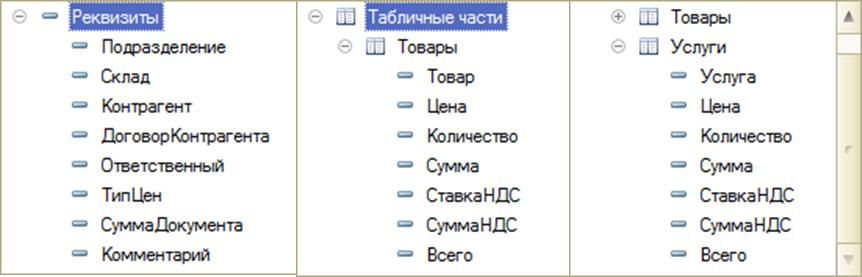 Реквизиты
Подразделение
Склад
Контрагент
ДоговорКонтрагента
Ответственный
ТипЦен
СуммаДокумента
Комментарий
Табличные части
Товары
Товар
Цена
Количество
Сумма
СтавкаНДС
СуммаНДС
Всего
Товары
Услуги
Услуга
Цена
Количество
Сумма
СтавкаНДС
СуммаНДС
Всего